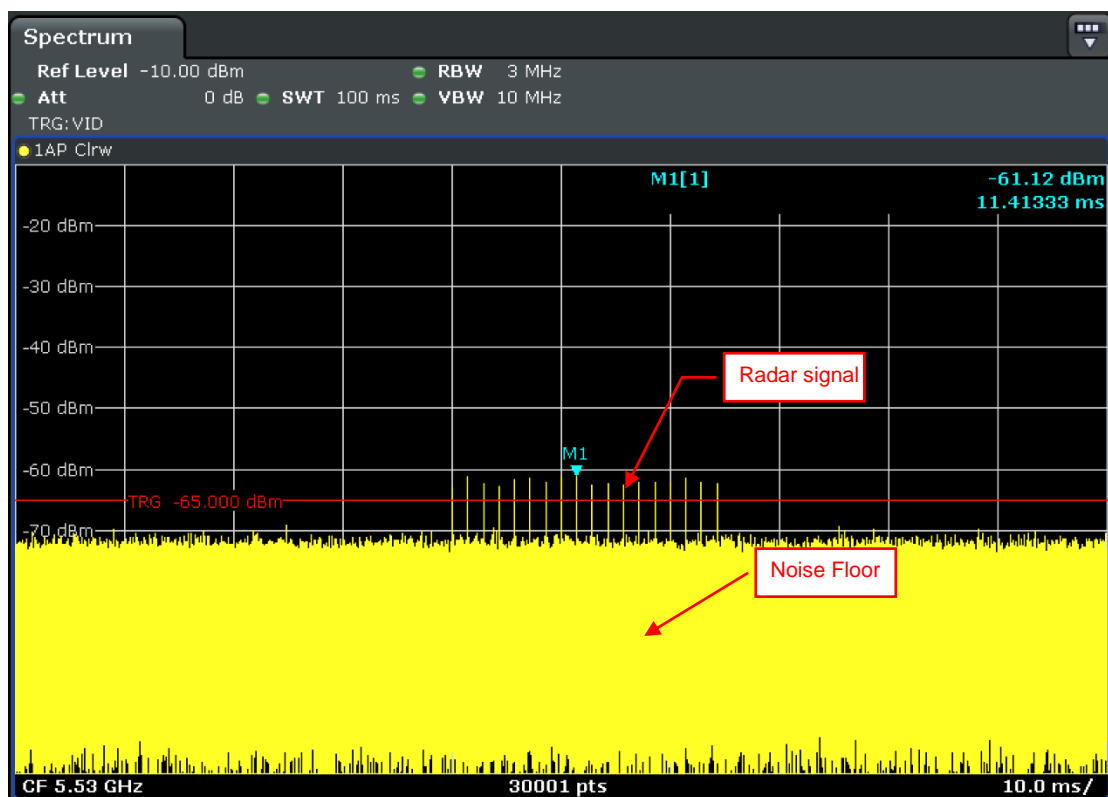 Spectrum
Ref Level -10.00 dBm RBW 3 MHz
Att 0 dB SWT 100 ms VBW 10 MHz
TRG:VID
1AP Clrw
M1[1] -61.12 dBm
11.41333 ms
-20 dBm
-30 dBm
-40 dBm
Radar signal
-50 dBm
M1
-60 dBm
TRG -65.000 dBm
-70 dBm
Noise Floor
CF 5.53 GHz 30001 pts 10.0 ms/